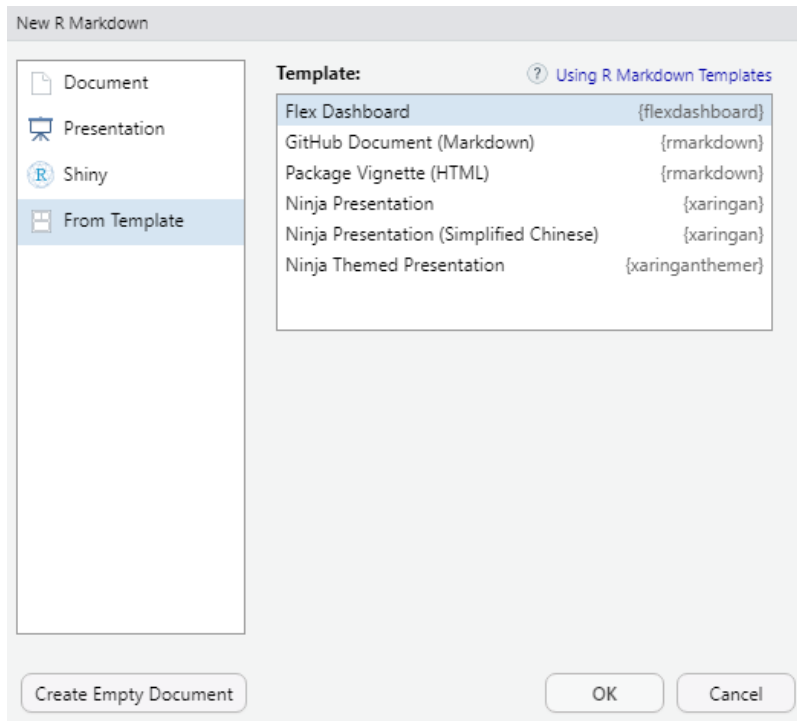 New R Markdown
Document
Presentation
R Shiny
From Template
Template:
? Using R Markdown Templates
Flex Dashboard {flexdashboard}
GitHub Document (Markdown) {rmarkdown}
Package Vignette (HTML) {rmarkdown}
Ninja Presentation {xaringan}
Ninja Presentation (Simplified Chinese) {xaringan}
Ninja Themed Presentation {xaringanthemer}
Create Empty Document
OK
Cancel